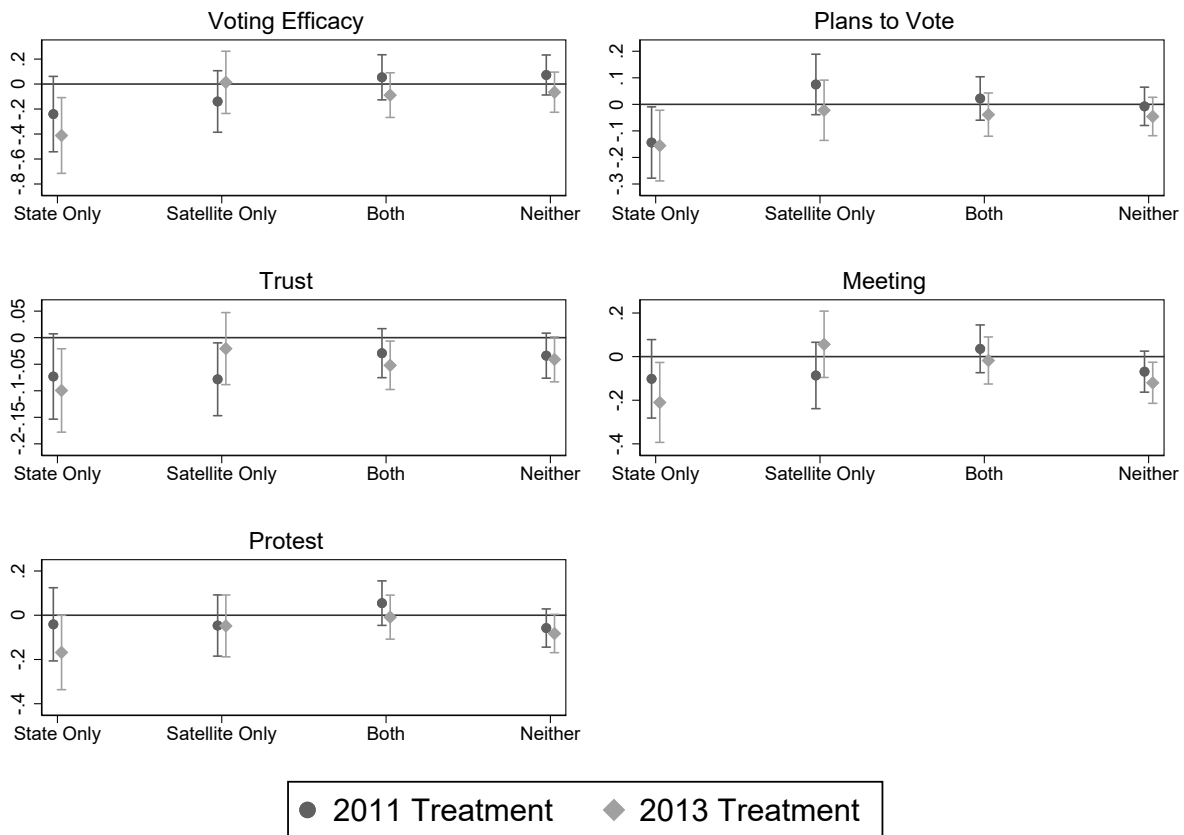 Voting Efficacy
.2
0
-.2
-.4
-.6
-.8
State Only Satellite Only Both Neither
Plans to Vote
.2
.1
0
-.1
-.2
-.3
State Only Satellite Only Both Neither
Trust
.05
0
-.05
-.1
-.15
-.2
State Only Satellite Only Both Neither
Meeting
.2
0
-.2
-.4
State Only Satellite Only Both Neither
Protest
.2
0
-.2
-.4
State Only Satellite Only Both Neither
2011 Treatment 2013 Treatment